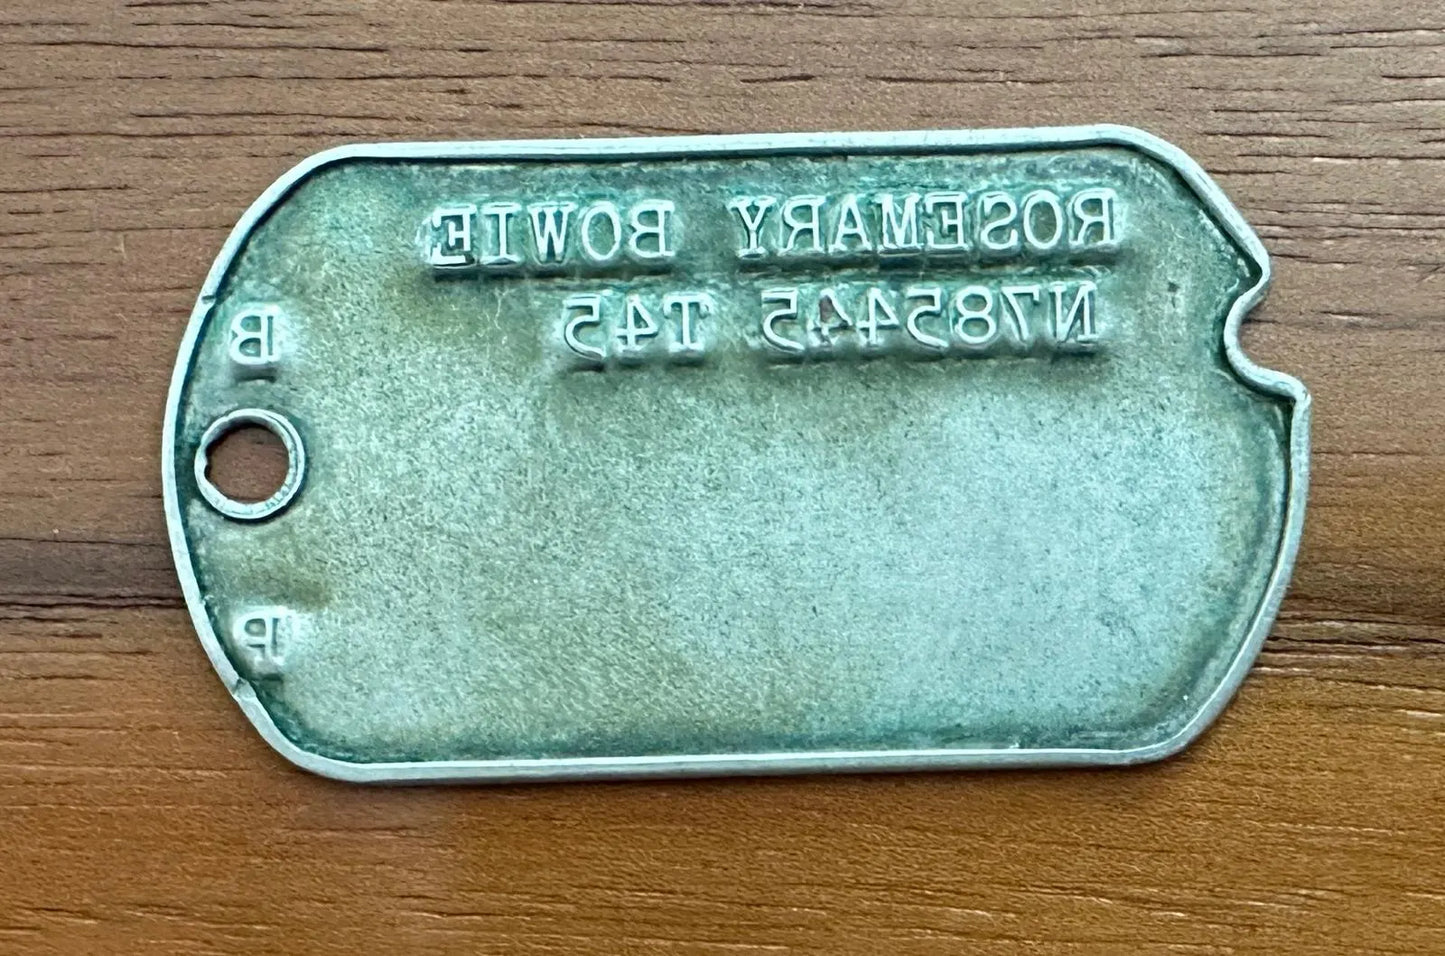 ROSEMARY BOWIE
N785445 T45
B
P